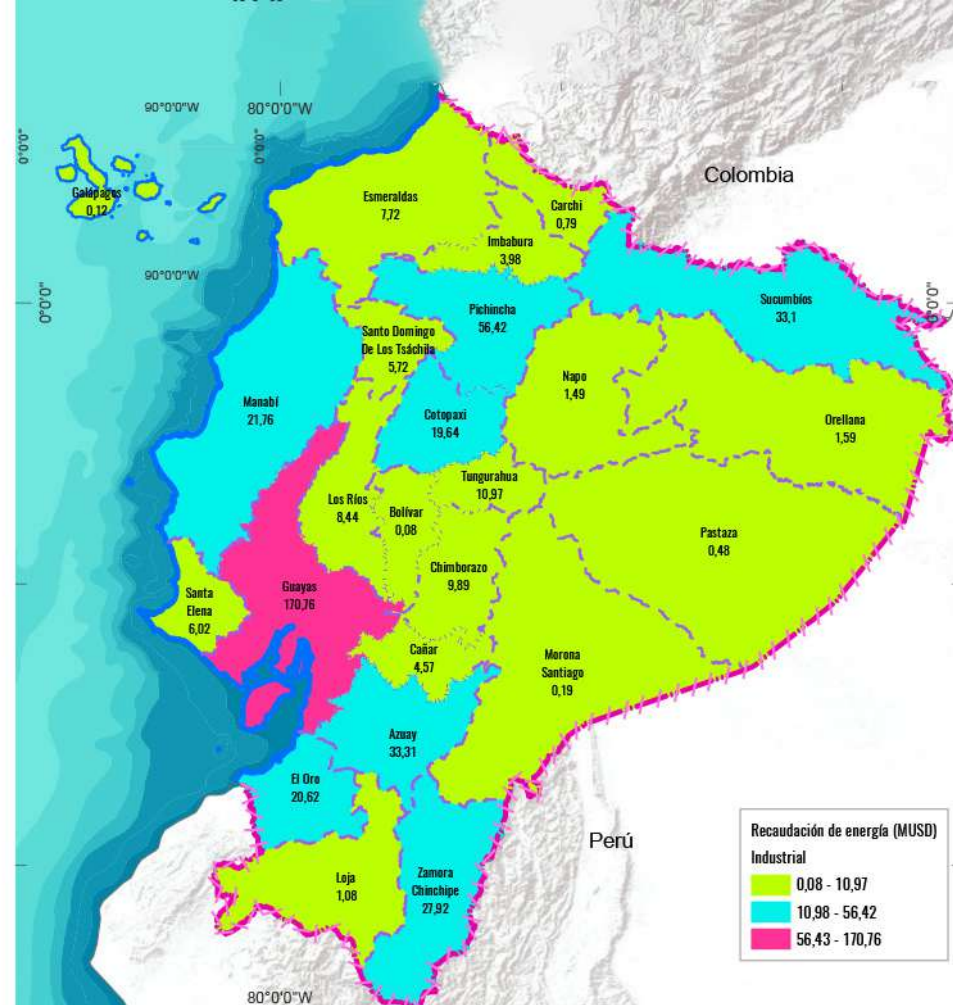 90°0'0"W
80°0'0"W
0°0'0"
0°0'0"
Colombia
Galápagos
0,12
Esmeraldas
7,72
Carchi
0,79
Imbabura
3,98
90°0'0"W
0°0'0"
Pichincha
56,42
Sucumbíos
33,1
Santo Domingo
De Los Tsáchila
5,72
Napo
1,49
Manabí
21,76
Cotopaxi
19,64
Orellana
1,59
Tungurahua
10,97
Los Ríos
8,44
Bolívar
0,08
Pastaza
0,48
Chimborazo
9,89
Santa
Elena
6,02
Guayas
170,76
Cañar
4,57
Morona
Santiago
0,19
Azuay
33,31
El Oro
20,62
Perú
Loja
1,08
Zamora
Chinchipe
27,92
Recaudación de energía (MUSD)
Industrial
0,08 - 10,97
10,98 - 56,42
56,43 - 170,76
80°0'0"W